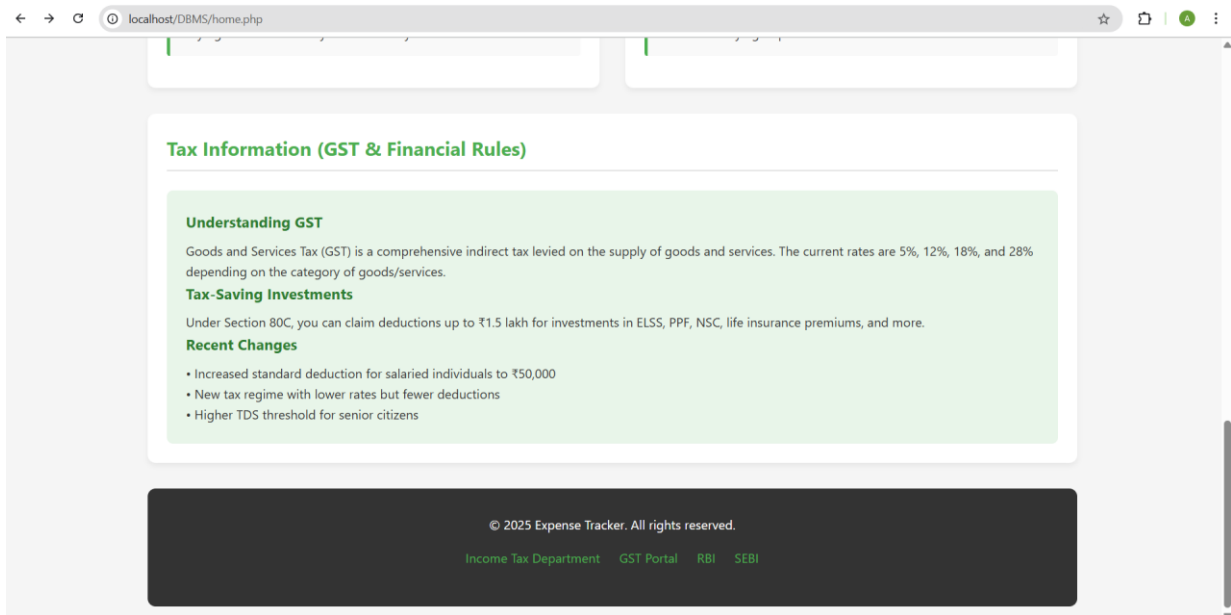 localhost/DBMS/home.php
A
Tax Information (GST & Financial Rules)
Understanding GST
Goods and Services Tax (GST) is a comprehensive indirect tax levied on the supply of goods and services. The current rates are 5%, 12%, 18%, and 28%
depending on the category of goods/services.
Tax-Saving Investments
Under Section 80C, you can claim deductions up to ₹1.5 lakh for investments in ELSS, PPF, NSC, life insurance premiums, and more.
Recent Changes
• Increased standard deduction for salaried individuals to ₹50,000
• New tax regime with lower rates but fewer deductions
• Higher TDS threshold for senior citizens
© 2025 Expense Tracker. All rights reserved.
Income Tax Department GST Portal RBI SEBI